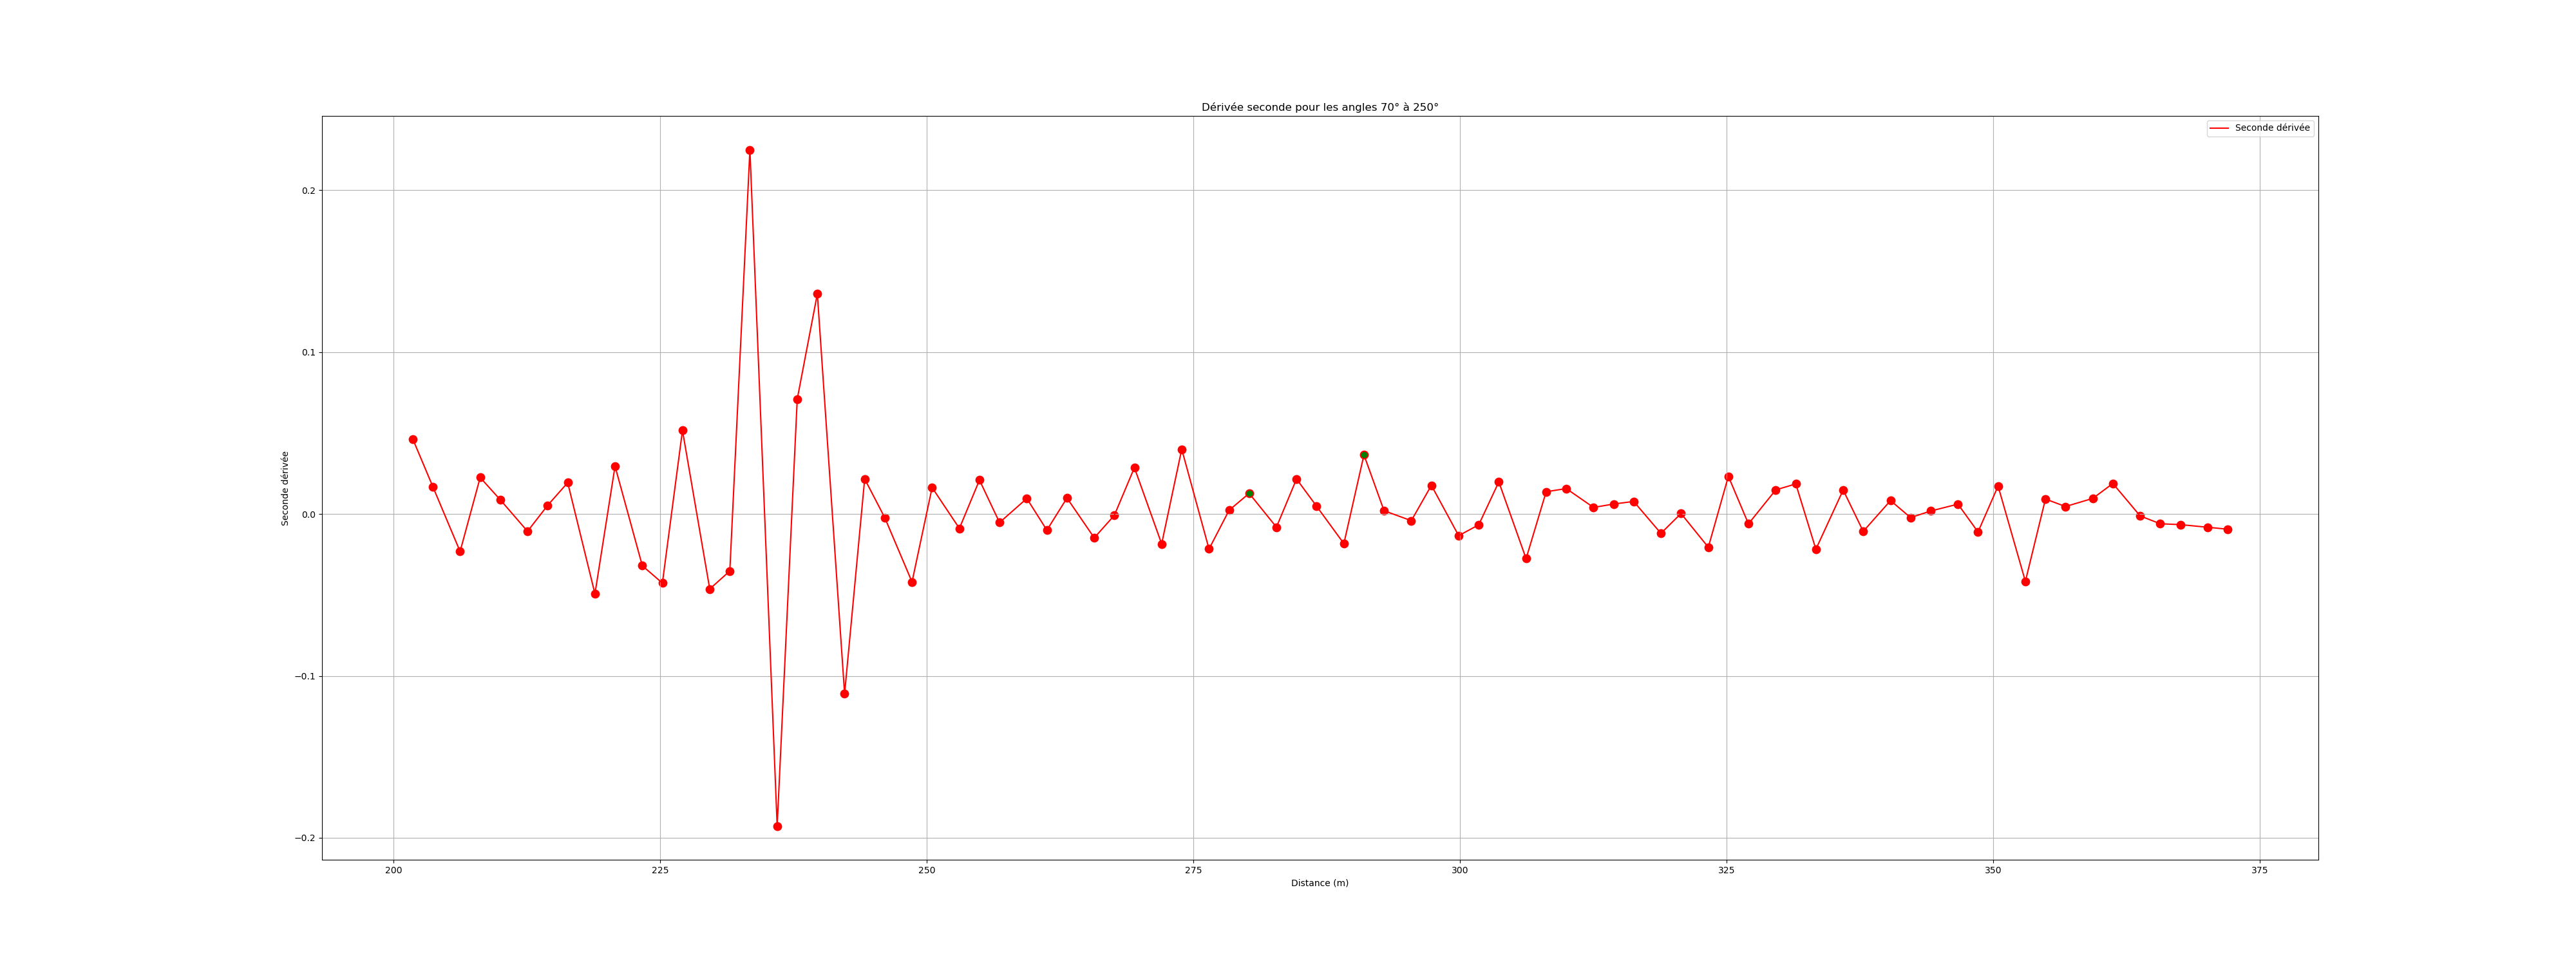 Dérivée seconde pour les angles 70° à 250°
Seconde dérivée
0.2
0.1
0.0
−0.1
−0.2
Seconde dérivée
200 225 250 275 300 325 350 375
Distance (m)